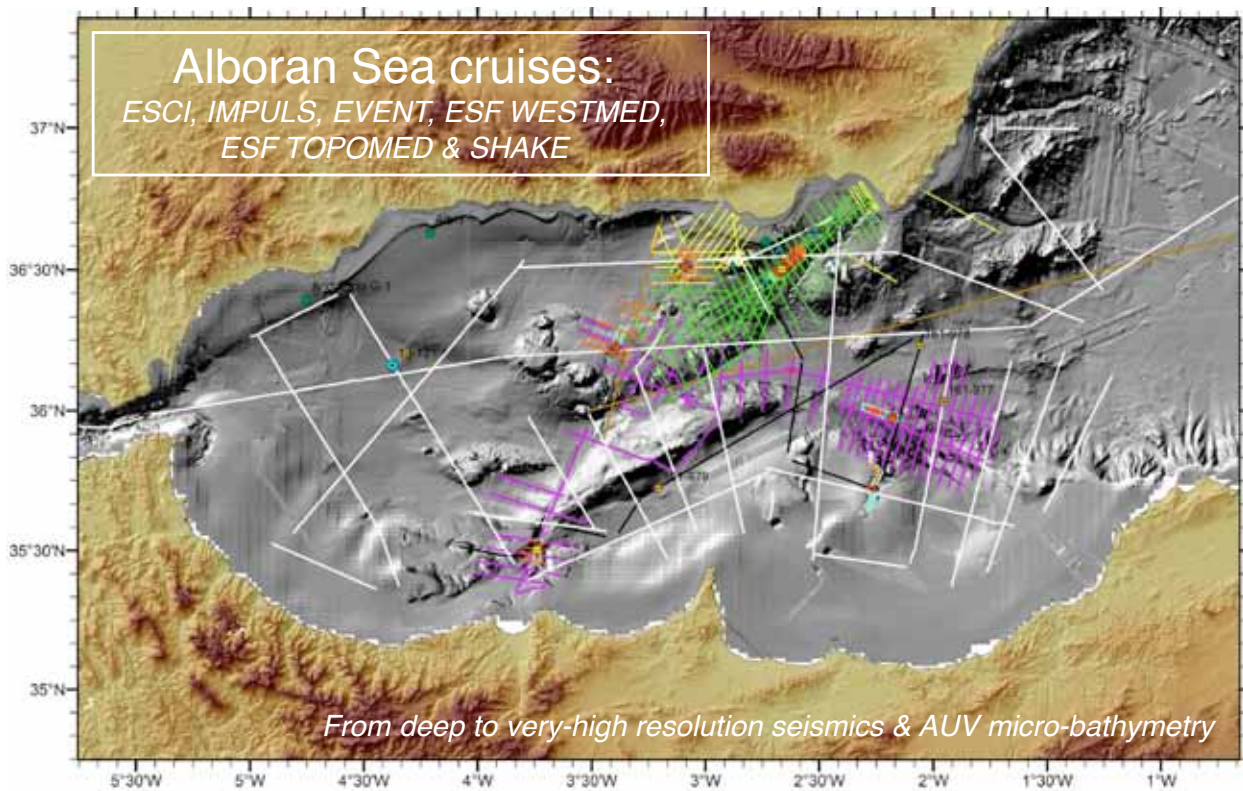 Alboran Sea cruises:
ESCI, IMPULS, EVENT, ESF WESTMED,
ESF TOPOMED & SHAKE
37°N
36°30'N
36°N
35°30'N
35°N
From deep to very-high resolution seismics & AUV micro-bathymetry
5°30'W
5°W
4°30'W
4°W
3°30'W
3°W
2°30'W
2°W
1°30'W
1°W